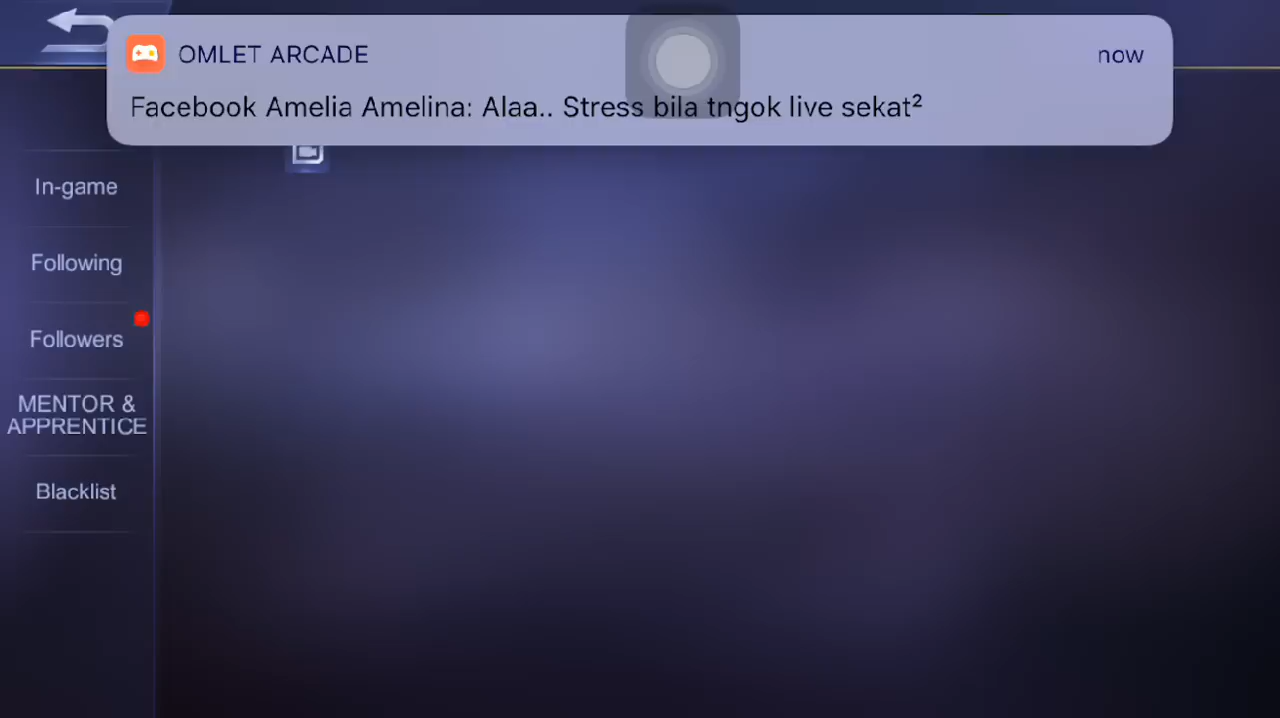 OMLET ARCADE
now
Facebook Amelia Amelina: Alaa.. Stress bila tngok live sekat²
In-game
Following
Followers
MENTOR &
APPRENTICE
Blacklist